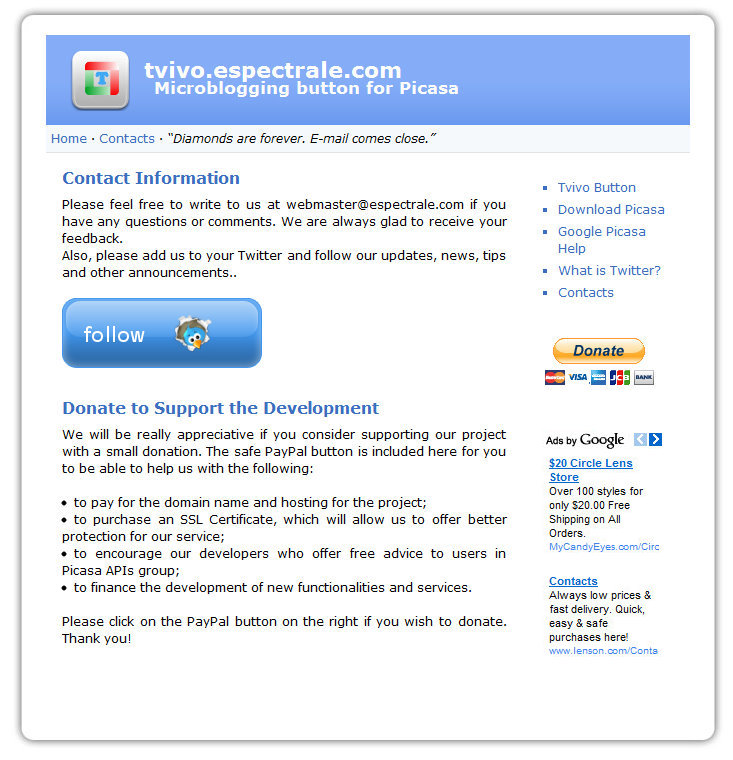 T
tvivo.espectrale.com
Microblogging button for Picasa
Home · Contacts · “Diamonds are forever. E-mail comes close.”
Contact Information
Please feel free to write to us at webmaster@espectrale.com if you
have any questions or comments. We are always glad to receive your
feedback.
Also, please add us to your Twitter and follow our updates, news, tips
and other announcements..
follow
Donate to Support the Development
We will be really appreciative if you consider supporting our project
with a small donation. The safe PayPal button is included here for you
to be able to help us with the following:
• to pay for the domain name and hosting for the project;
• to purchase an SSL Certificate, which will allow us to offer better
protection for our service;
• to encourage our developers who offer free advice to users in
Picasa APIs group;
• to finance the development of new functionalities and services.
Please click on the PayPal button on the right if you wish to donate.
Thank you!
Tvivo Button
Download Picasa
Google Picasa
Help
What is Twitter?
Contacts
Donate
MasterCard VISA AMEX JCB BANK
Ads by Google
$20 Circle Lens
Store
Over 100 styles for
only $20.00 Free
Shipping on All
Orders.
MyCandyEyes.com/Circ
Contacts
Always low prices &
fast delivery. Quick,
easy & safe
purchases here!
www.lenson.com/Conta